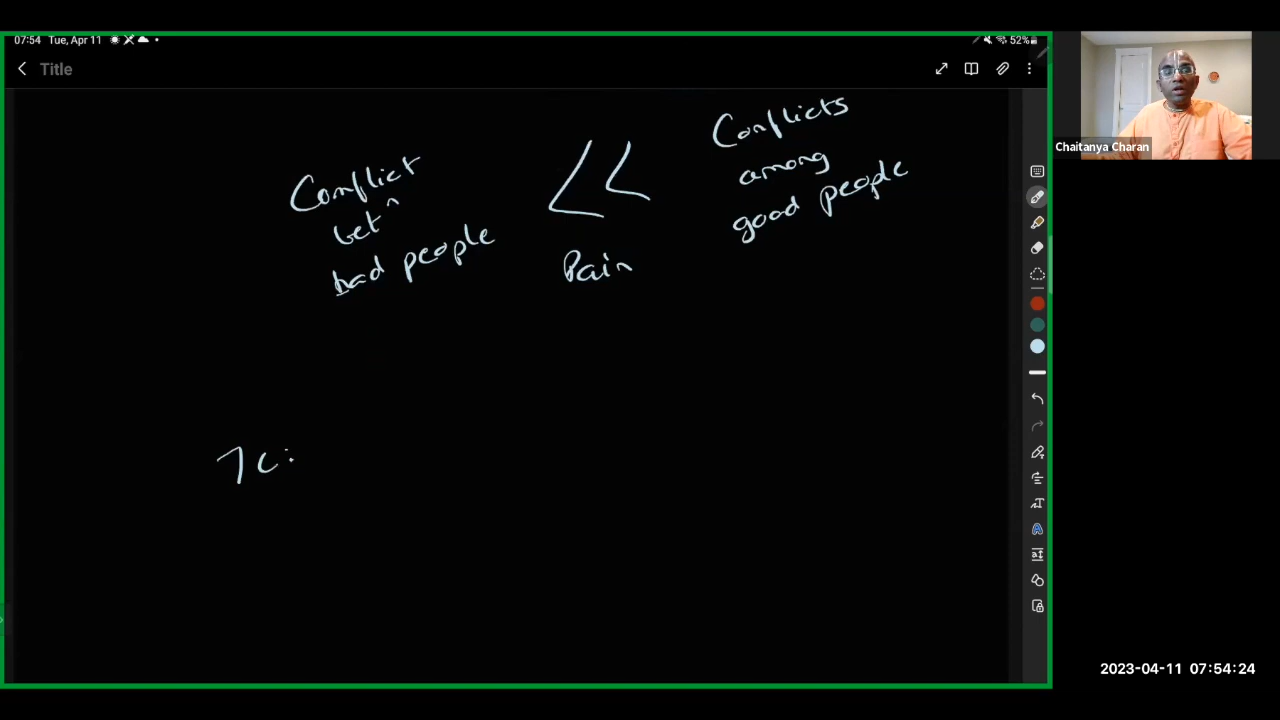 07:54 Tue, Apr 11
52%
Title
Conflict
betn
bad people
<<
Pain
Conflicts
among
good people
7 C:
Chaitanya Charan
2023-04-11 07:54:24